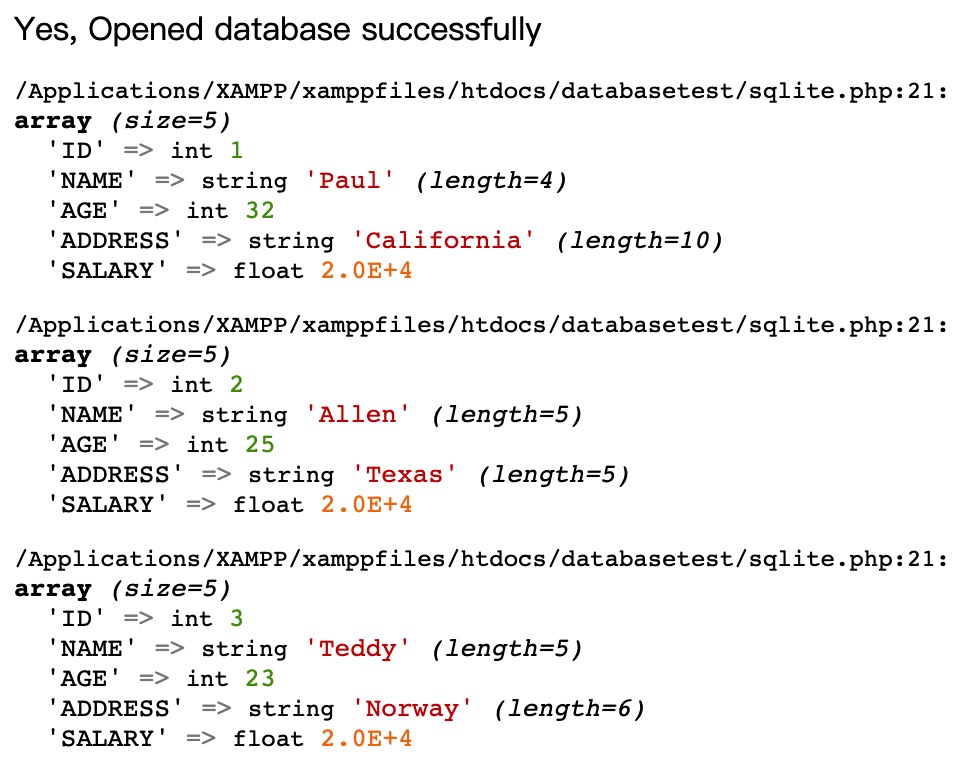 Yes, Opened database successfully
/Applications/XAMPP/xamppfiles/htdocs/databasetest/sqlite.php:21:
array (size=5)
'ID' => int 1
'NAME' => string 'Paul' (length=4)
'AGE' => int 32
'ADDRESS' => string 'California' (length=10)
'SALARY' => float 2.0E+4
/Applications/XAMPP/xamppfiles/htdocs/databasetest/sqlite.php:21:
array (size=5)
'ID' => int 2
'NAME' => string 'Allen' (length=5)
'AGE' => int 25
'ADDRESS' => string 'Texas' (length=5)
'SALARY' => float 2.0E+4
/Applications/XAMPP/xamppfiles/htdocs/databasetest/sqlite.php:21:
array (size=5)
'ID' => int 3
'NAME' => string 'Teddy' (length=5)
'AGE' => int 23
'ADDRESS' => string 'Norway' (length=6)
'SALARY' => float 2.0E+4